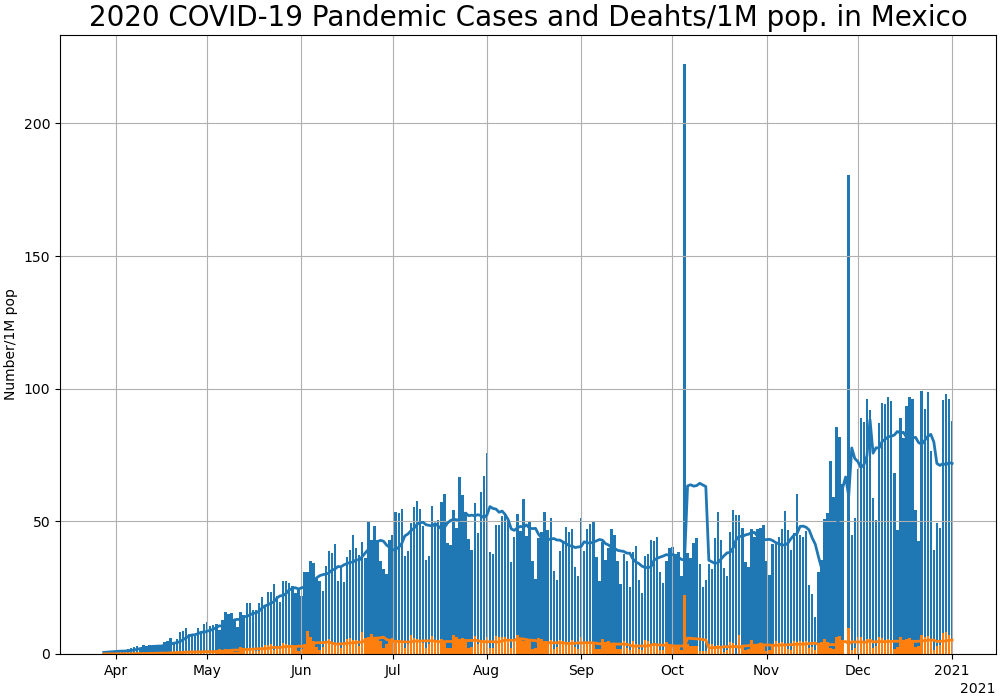 2020 COVID-19 Pandemic Cases and Deahts/1M pop. in Mexico
Number/1M pop
200
150
100
50
0
Apr May Jun Jul Aug Sep Oct Nov Dec 2021
2021